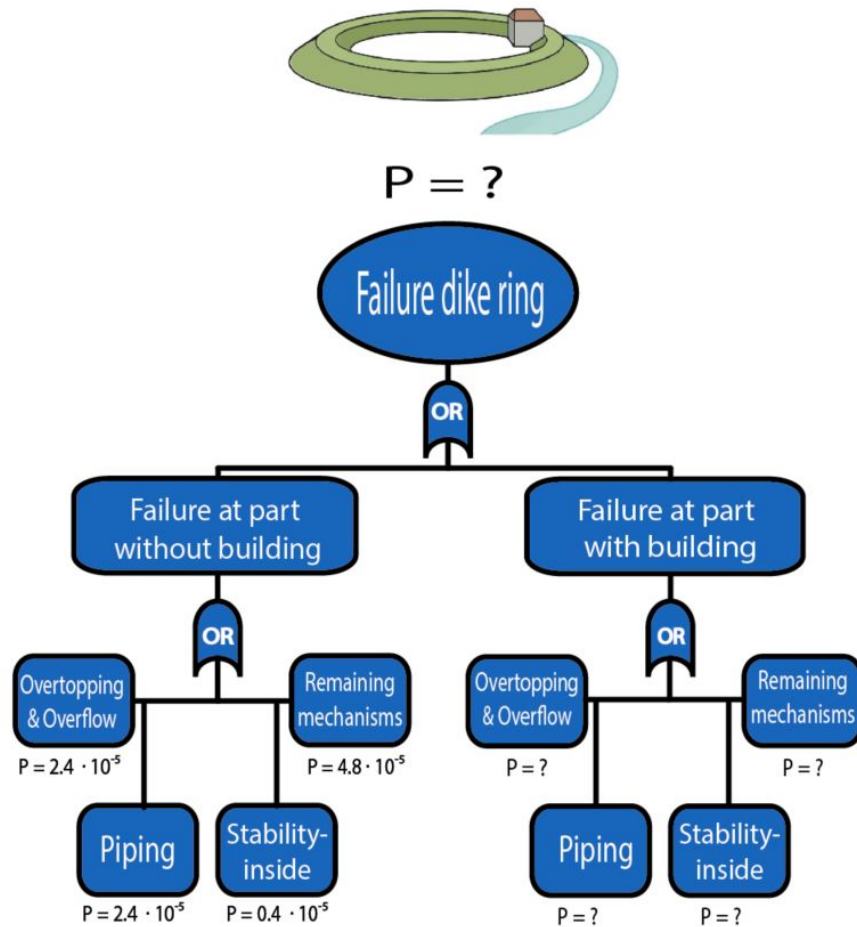 P = ?
Failure dike ring
OR
Failure at part
without building
Failure at part
with building
OR
OR
Overtopping
& Overflow
P = 2.4 · 10⁻⁵
Remaining
mechanisms
P = 4.8 · 10⁻⁵
Piping
P = 2.4 · 10⁻⁵
Stability-
inside
P = 0.4 · 10⁻⁵
Overtopping
& Overflow
P = ?
Remaining
mechanisms
P = ?
Piping
P = ?
Stability-
inside
P = ?